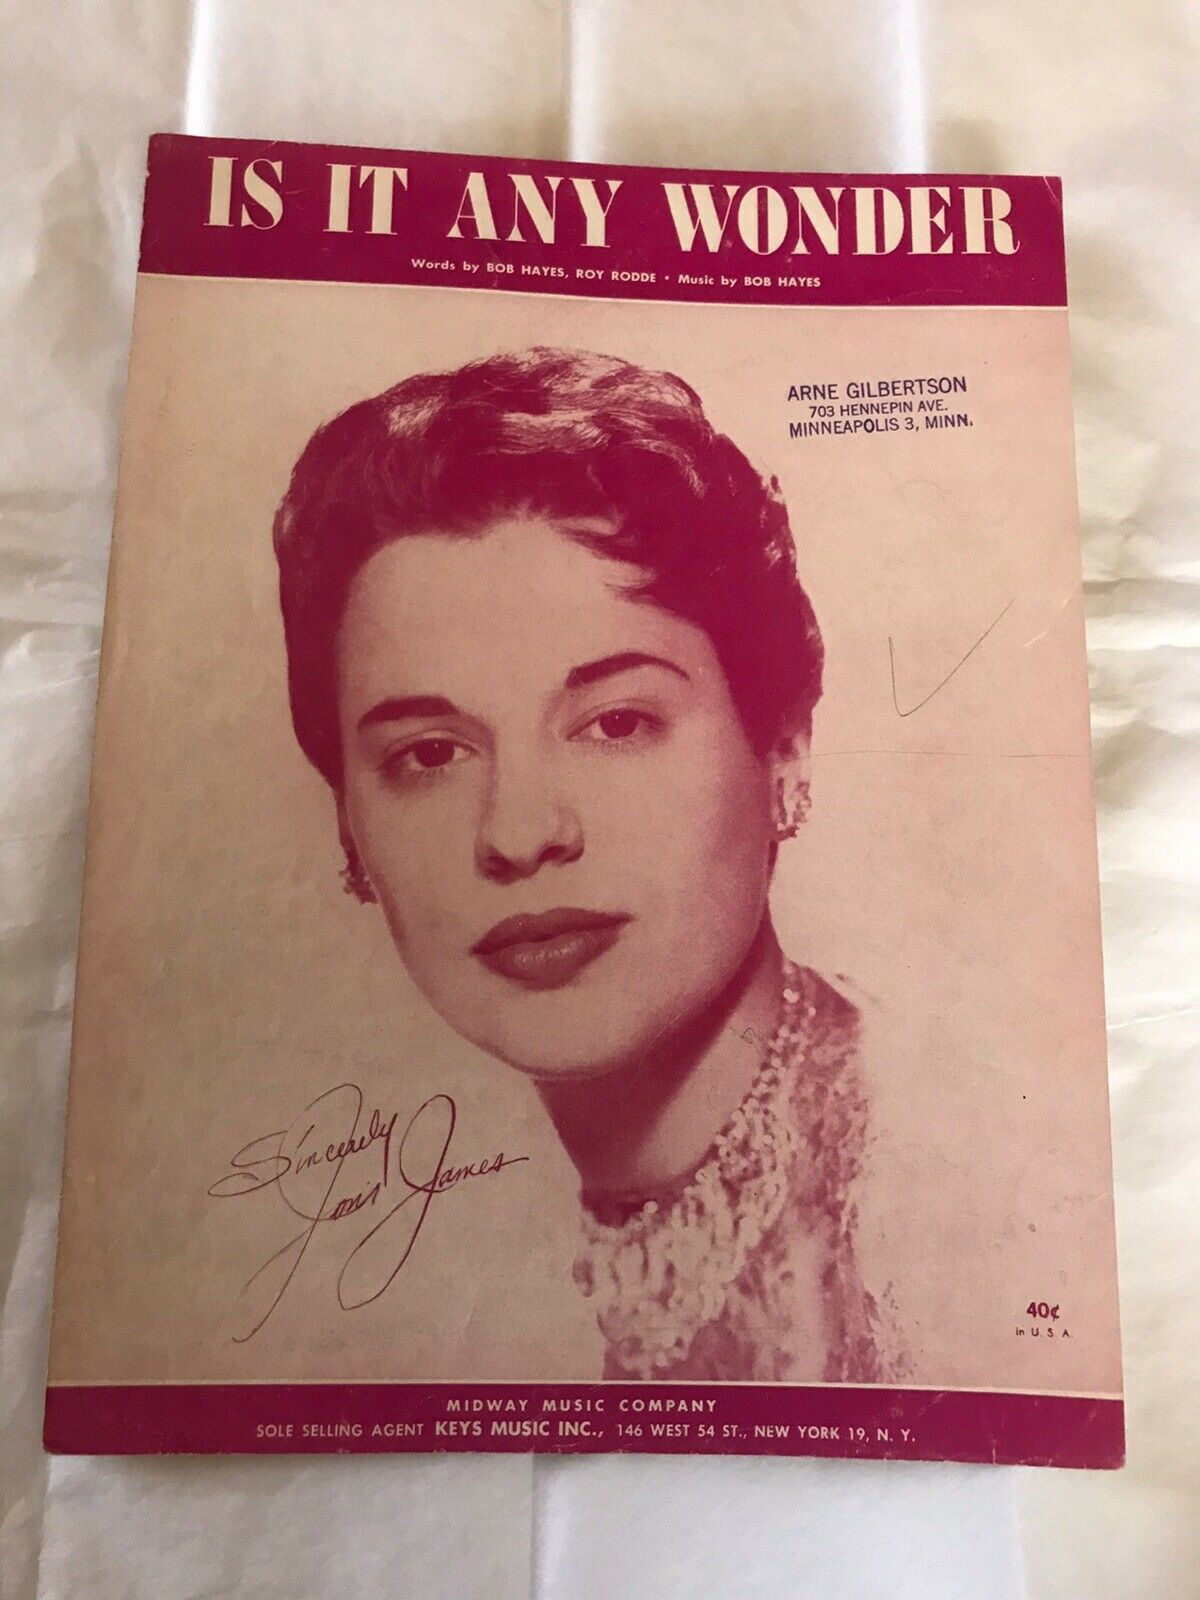 IS IT ANY WONDER
Words by BOB HAYES, ROY RODDE • Music by BOB HAYES
ARNE GILBERTSON
703 HENNEPIN AVE.
MINNEAPOLIS 3, MINN.
Sincerely
Joni James
40¢
in U. S. A.
MIDWAY MUSIC COMPANY
SOLE SELLING AGENT KEYS MUSIC INC., 146 WEST 54 ST., NEW YORK 19, N. Y.